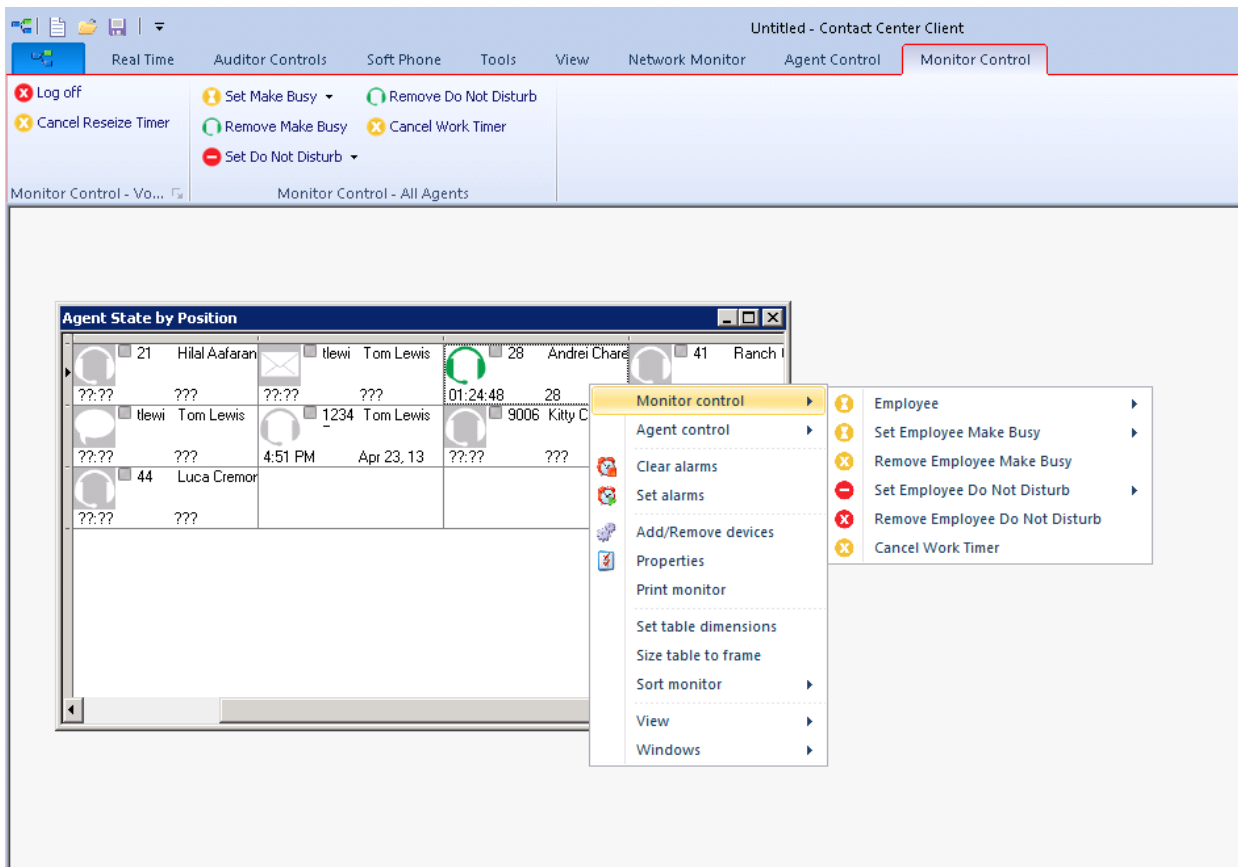 Untitled - Contact Center Client
Real Time Auditor Controls Soft Phone Tools View Network Monitor Agent Control Monitor Control
Log off
Cancel Reseize Timer
Monitor Control - Vo...
Set Make Busy
Remove Make Busy
Set Do Not Disturb
Remove Do Not Disturb
Cancel Work Timer
Monitor Control - All Agents
Agent State by Position
21 Hilal Aafaran
??:?? ???
tlewi Tom Lewis
??:?? ???
28 Andrei Chare
01:24:48 28
41 Ranch
tlewi Tom Lewis
??:?? ???
1234 Tom Lewis
4:51 PM Apr 23, 13
9006 Kitty C
??:?? ???
44 Luca Cremor
??:?? ???
Monitor control
Agent control
Clear alarms
Set alarms
Add/Remove devices
Properties
Print monitor
Set table dimensions
Size table to frame
Sort monitor
View
Windows
Employee
Set Employee Make Busy
Remove Employee Make Busy
Set Employee Do Not Disturb
Remove Employee Do Not Disturb
Cancel Work Timer